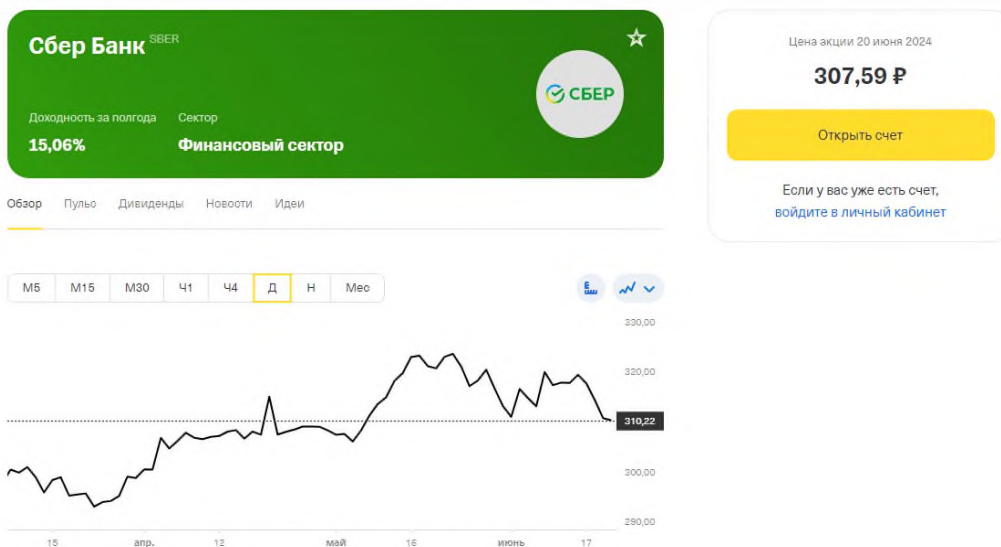 Сбер Банк SBER
СБЕР
Доходность за полгода
Сектор
15,06%
Финансовый сектор
Цена акции 20 июня 2024
307,59 ₽
Открыть счет
Если у вас уже есть счет,
войдите в личный кабинет
Обзор
Пульс
Дивиденды
Новости
Идеи
М5
М15
М30
Ч1
Ч4
Д
Н
Мес
330,00
320,00
310,22
300,00
290,00
15
апр.
12
май
16
июнь
17